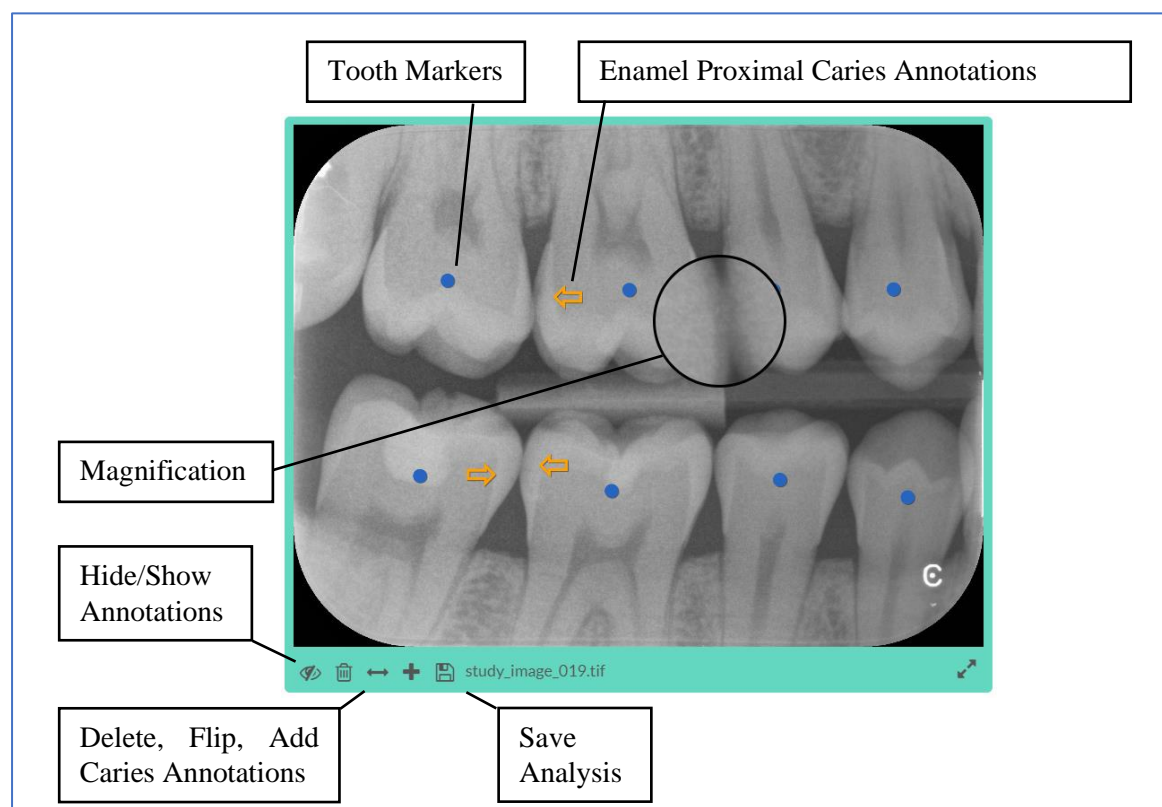 Tooth Markers
Enamel Proximal Caries Annotations
Magnification
Hide/Show
Annotations
study_image_019.tif
Delete, Flip, Add
Caries Annotations
Save
Analysis